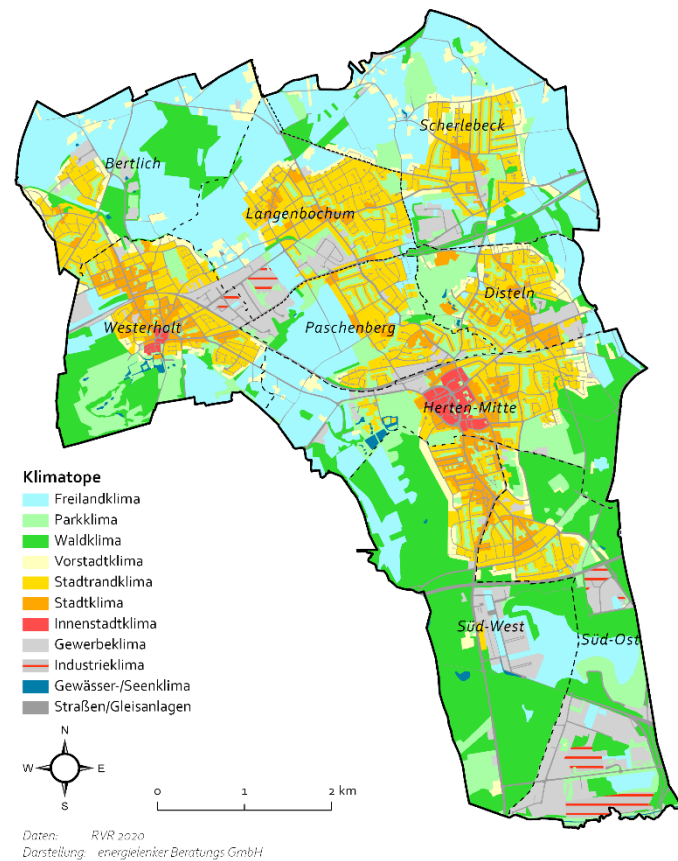 Scherlebeck
Bertlich
Langenbochum
Disteln
Westerholt
Paschenberg
Herten-Mitte
Klimatope
Freilandklima
Parkklima
Waldklima
Vorstadtklima
Stadtrandklima
Stadtklima
Innenstadtklima
Gewerbeklima
Industrieklima
Gewässer-/Seenklima
Straßen/Gleisanlagen
Süd-West
Süd-Ost
N
W E
S
0 1 2 km
Daten: RVR 2020
Darstellung: energielenker Beratungs GmbH